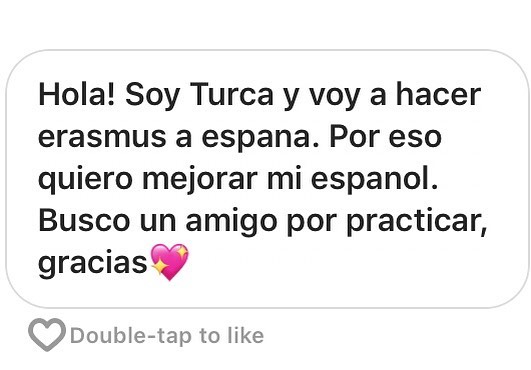 Hola! Soy Turca y voy a hacer
erasmus a espana. Por eso
quiero mejorar mi espanol.
Busco un amigo por practicar,
gracias💖
Double-tap to like